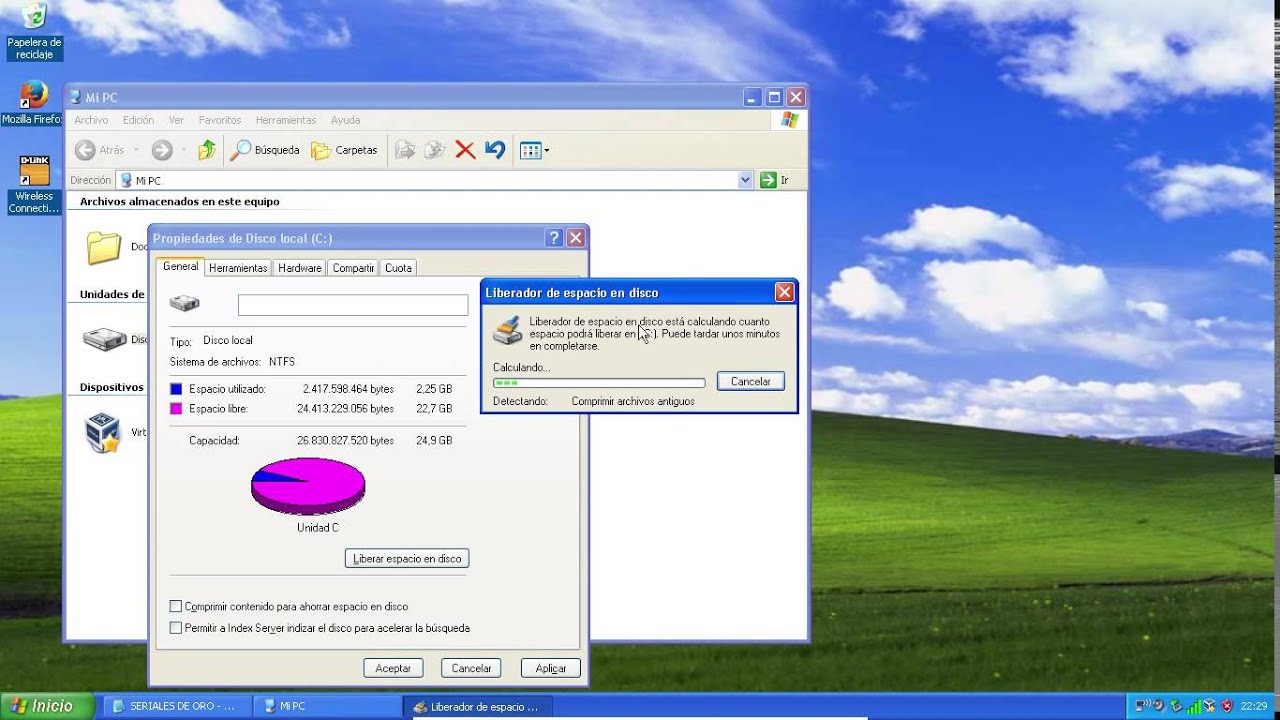 Papelera de
reciclaje
Mozilla Firefo
D-Link
Wireless
Connecti...
Mi PC
Archivo Edición Ver Favoritos Herramientas Ayuda
Atrás Búsqueda Carpetas
Dirección Mi PC Ir
Archivos almacenados en este equipo
Doc
Unidades de
Disc
Dispositivos
Virt
Propiedades de Disco local (C:)
General Herramientas Hardware Compartir Cuota
Tipo: Disco local
Sistema de archivos: NTFS
Espacio utilizado: 2.417.598.464 bytes 2,25 GB
Espacio libre: 24.413.229.056 bytes 22,7 GB
Capacidad: 26.830.827.520 bytes 24,9 GB
Unidad C
Liberar espacio en disco
Comprimir contenido para ahorrar espacio en disco
Permitir a Index Server indizar el disco para acelerar la búsqueda
Aceptar Cancelar Aplicar
Liberador de espacio en disco
Liberador de espacio en disco está calculando cuanto
espacio podrá liberar en (C:). Puede tardar unos minutos
en completarse.
Calculando...
Cancelar
Detectando: Comprimir archivos antiguos
Inicio SERIALES DE ORO - ... Mi PC Liberador de espacio ... 22:29